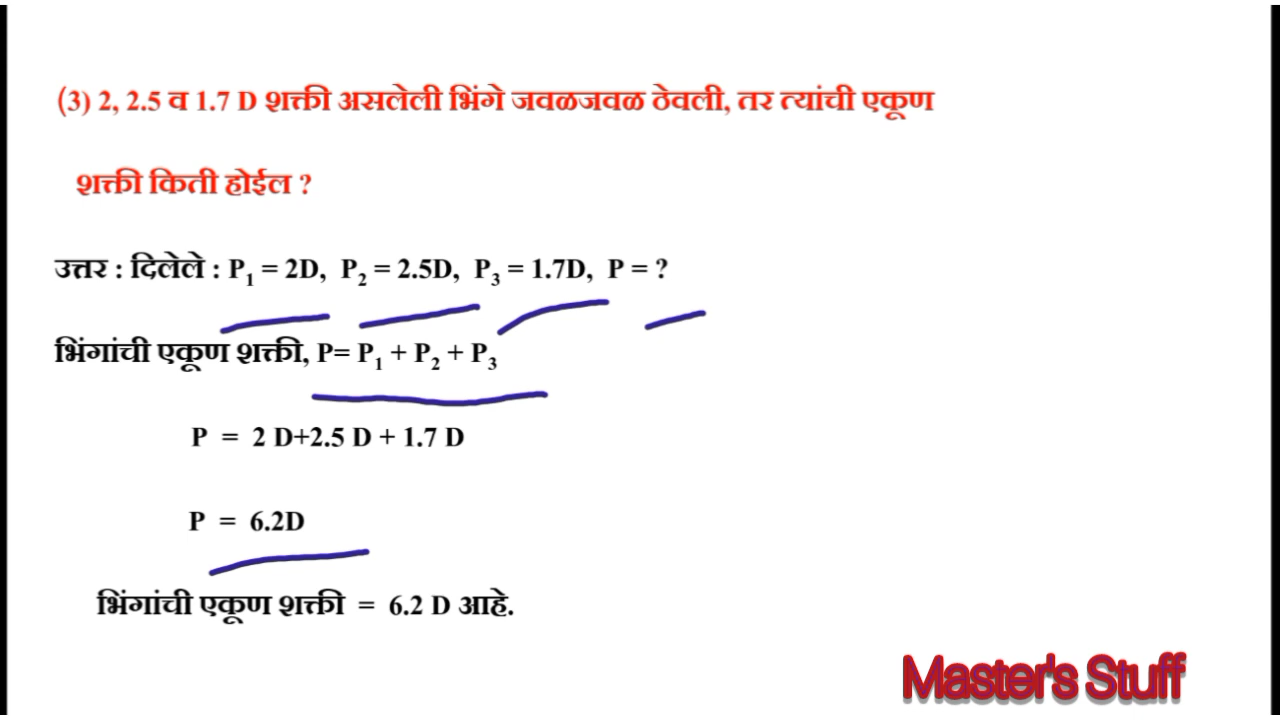 (3) 2, 2.5 व 1.7 D शक्ती असलेली भिंगे जवळजवळ ठेवली, तर त्यांची एकूण
शक्ती किती होईल ?
उत्तर : दिलेले : P₁ = 2D, P₂ = 2.5D, P₃ = 1.7D, P = ?
भिंगांची एकूण शक्ती, P= P₁ + P₂ + P₃
P = 2 D+2.5 D + 1.7 D
P = 6.2D
भिंगांची एकूण शक्ती = 6.2 D आहे.
Master's Stuff